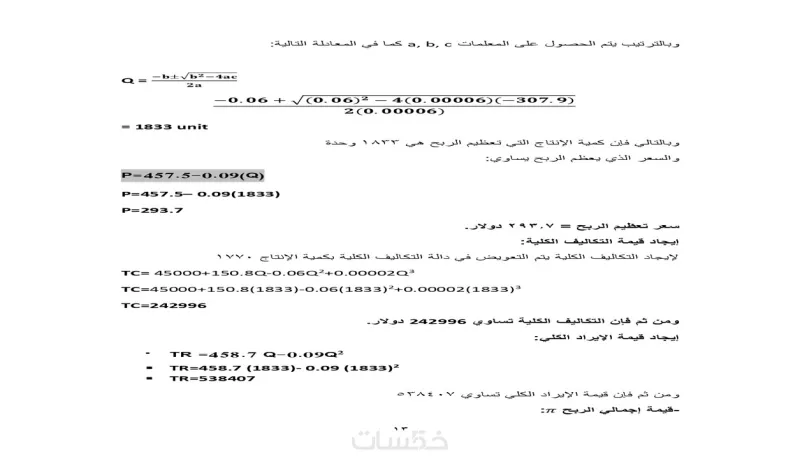 وبالترتيب يتم الحصول على المعلمات a, b, c كما في المعادلة التالية:
Q = −b±√b²−4ac / 2a
−0.06 + √(0.06)² − 4(0.00006)(−307.9) / 2(0.00006)
= 1833 unit
وبالتالي فإن كمية الإنتاج التي تعظيم الربح هي ١٨٣٣ وحدة
والسعر الذي يعظم الربح يساوي:
P=457.5−0.09(Q)
P=457.5− 0.09(1833)
P=293.7
سعر تعظيم الربح = ٢٩٣,٧ دولار.
إيجاد قيمة التكاليف الكلية:
لإيجاد التكاليف الكلية يتم التعويض في دالة التكاليف الكلية بكمية الإنتاج ١٧٧٠
TC= 45000+150.8Q-0.06Q²+0.00002Q³
TC=45000+150.8(1833)-0.06(1833)²+0.00002(1833)³
TC=242996
ومن ثم فإن التكاليف الكلية تساوي 242996 دولار.
إيجاد قيمة الإيراد الكلي:
▪ TR =458.7 Q−0.09Q²
▪ TR=458.7 (1833)- 0.09 (1833)²
▪ TR=538407
ومن ثم فإن قيمة الإيراد الكلي تساوي ٥٣٨٤٠٧
-قيمة إجمالي الربح π:
١٣
خمسات